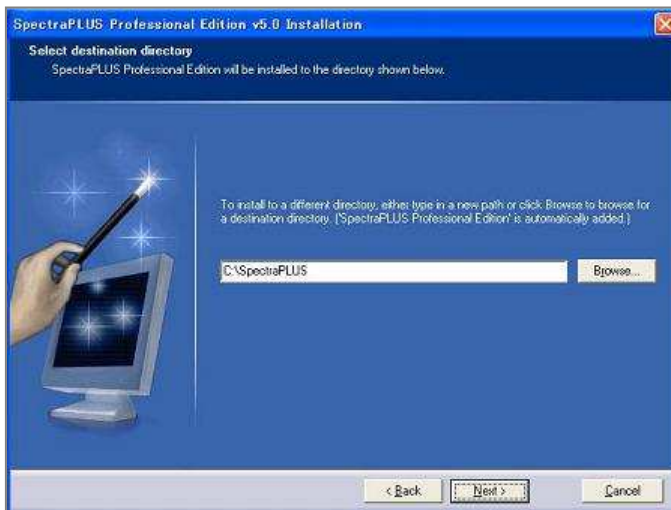 SpectraPLUS Professional Edition v5.0 Installation
Select destination directory
SpectraPLUS Professional Edition will be installed to the directory shown below.
To install to a different directory, either type in a new path or click Browse to browse for
a destination directory. ('SpectraPLUS Professional Edition' is automatically added.)
C:\SpectraPLUS
Browse...
< Back
Next >
Cancel